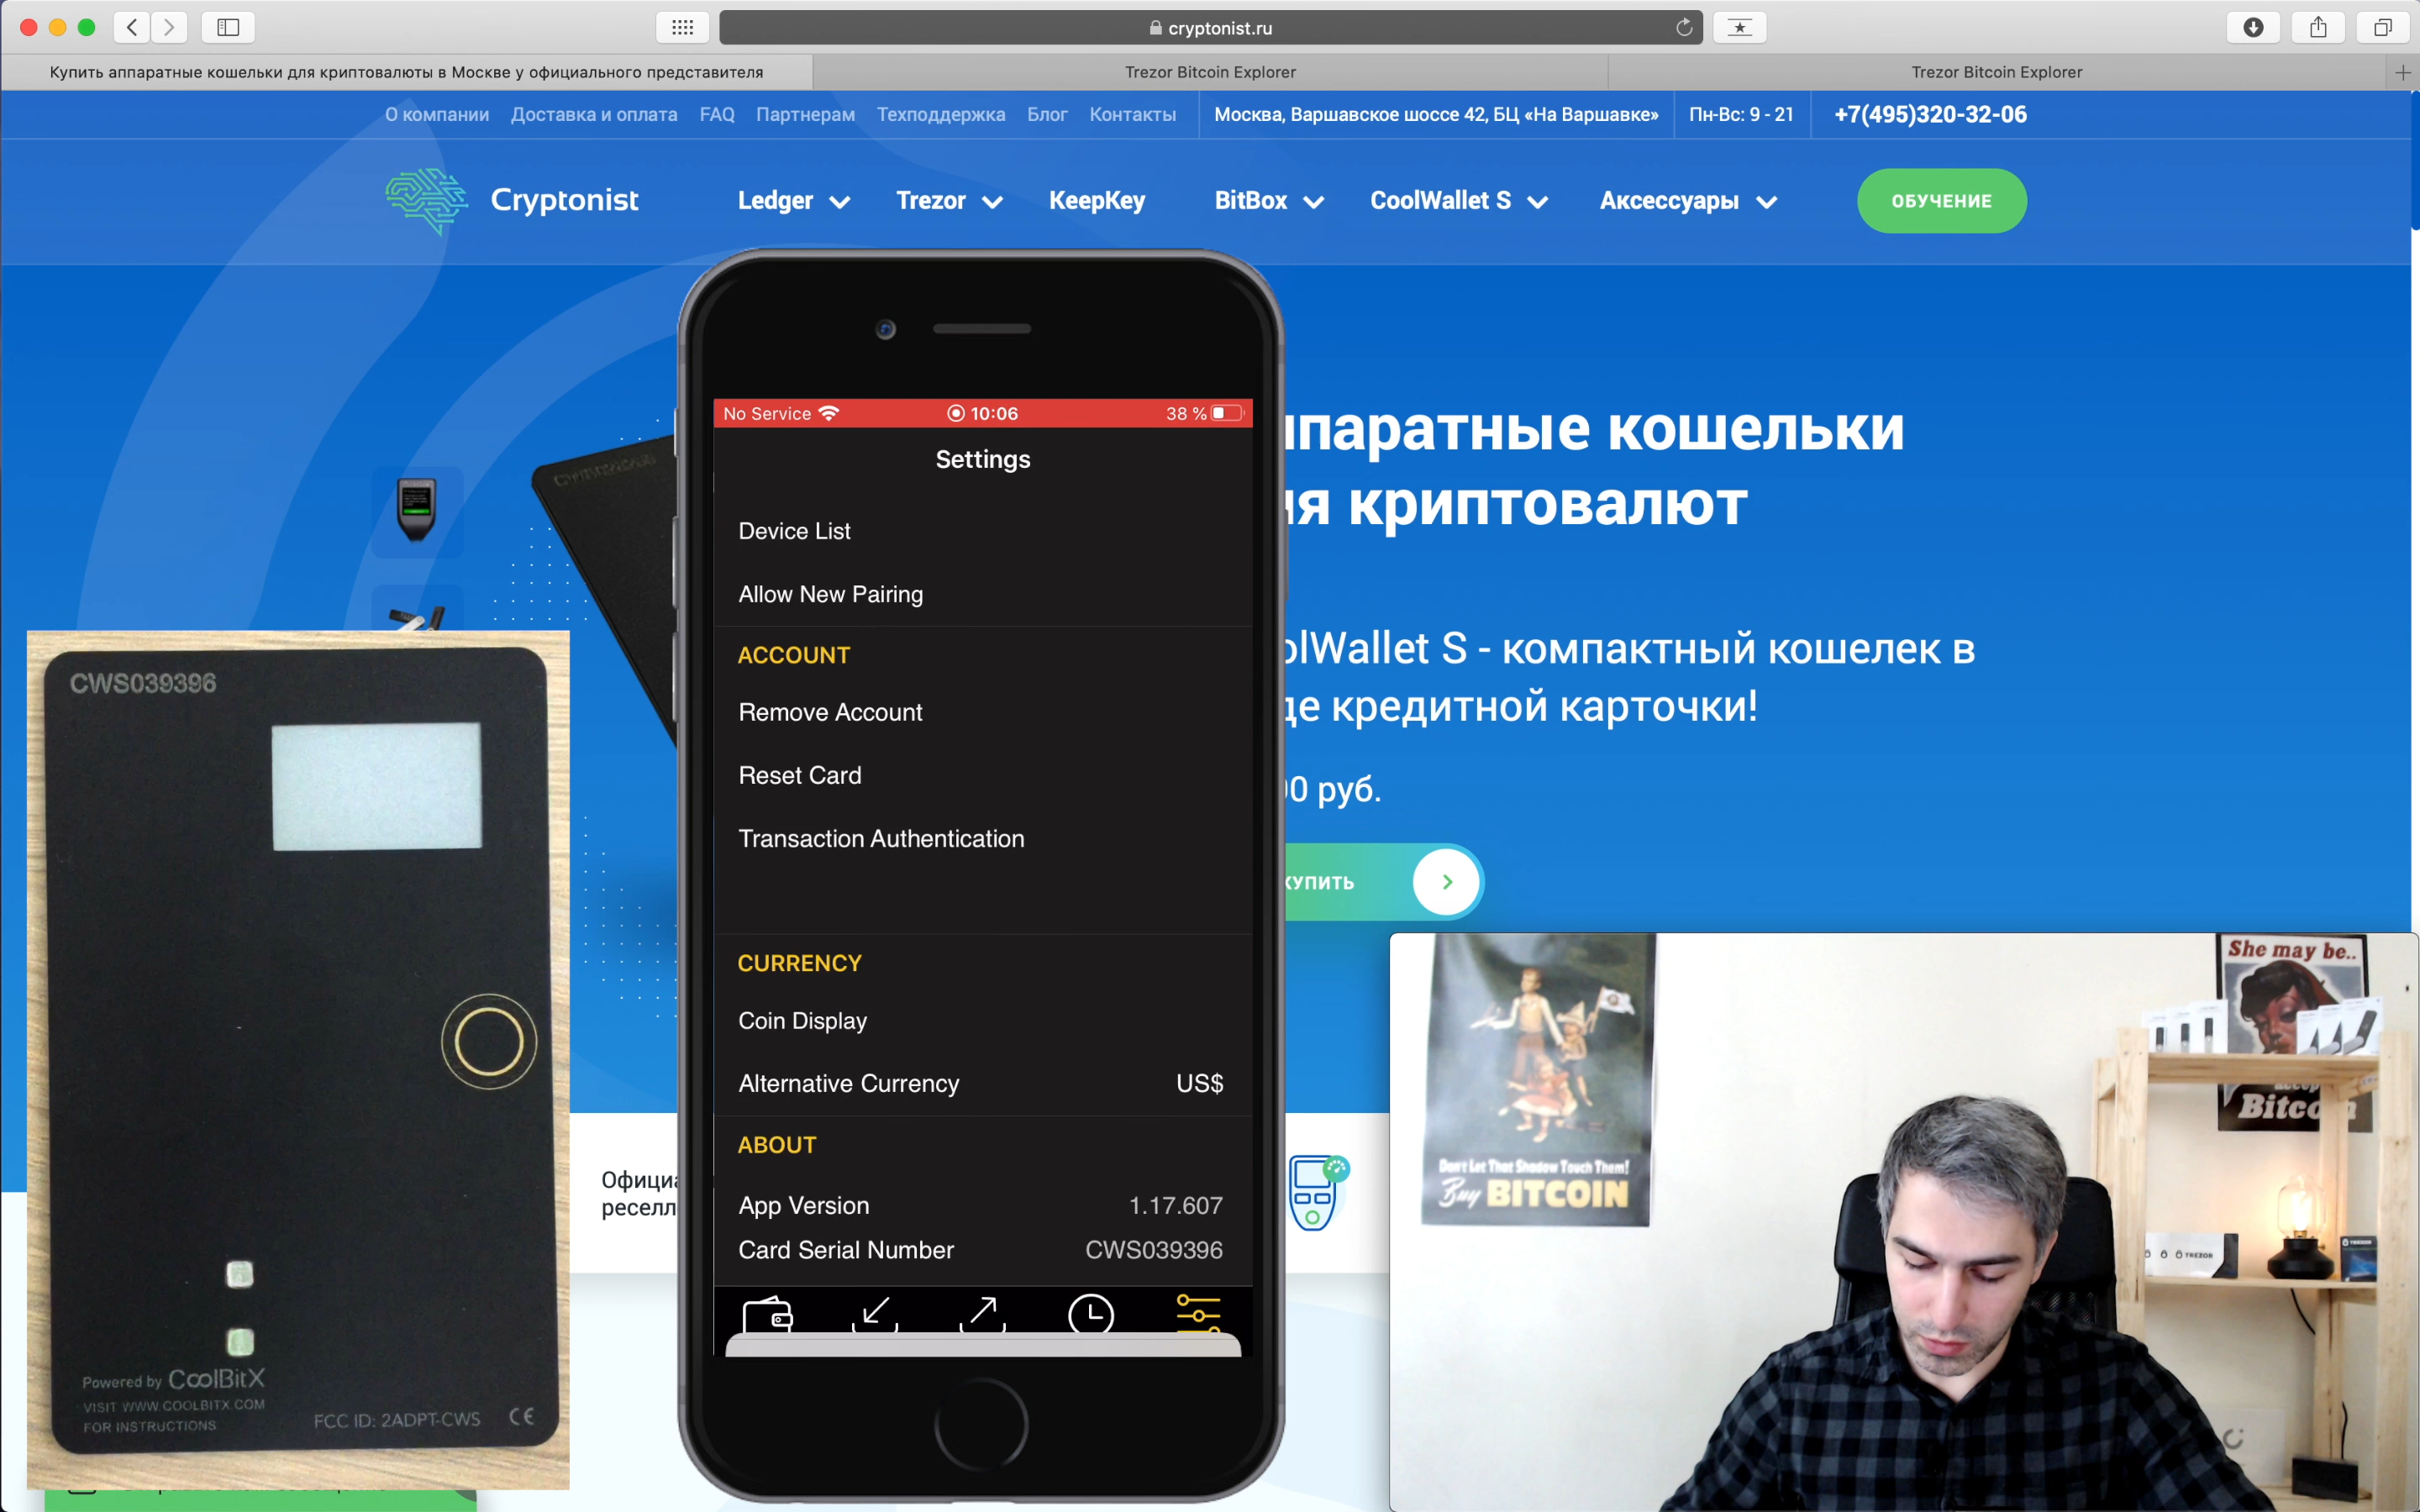 cryptonist.ru
Купить аппаратные кошельки для криптовалюты в Москве у официального представителя
Trezor Bitcoin Explorer
Trezor Bitcoin Explorer
О компании Доставка и оплата FAQ Партнерам Техподдержка Блог Контакты Москва, Варшавское шоссе 42, БЦ «На Варшавке» Пн-Вс: 9 - 21 +7(495)320-32-06
Cryptonist Ledger Trezor KeepKey BitBox CoolWallet S Аксессуары ОБУЧЕНИЕ
No Service 10:06 38 %
Settings
Device List
Allow New Pairing
ACCOUNT
Remove Account
Reset Card
Transaction Authentication
CURRENCY
Coin Display
Alternative Currency US$
ABOUT
App Version 1.17.607
Card Serial Number CWS039396
ппаратные кошельки
ия криптовалют
olWallet S - компактный кошелек в
де кредитной карточки!
00 руб.
КУПИТЬ
CWS039396
Powered by CoolBitX
VISIT WWW.COOLBITX.COM
FOR INSTRUCTIONS
FCC ID: 2ADPT-CWS CE
Официа
реселл
Don't Let That Shadow Touch Them!
Buy BITCOIN
She may be..
accep
Bitco n
TREZOR